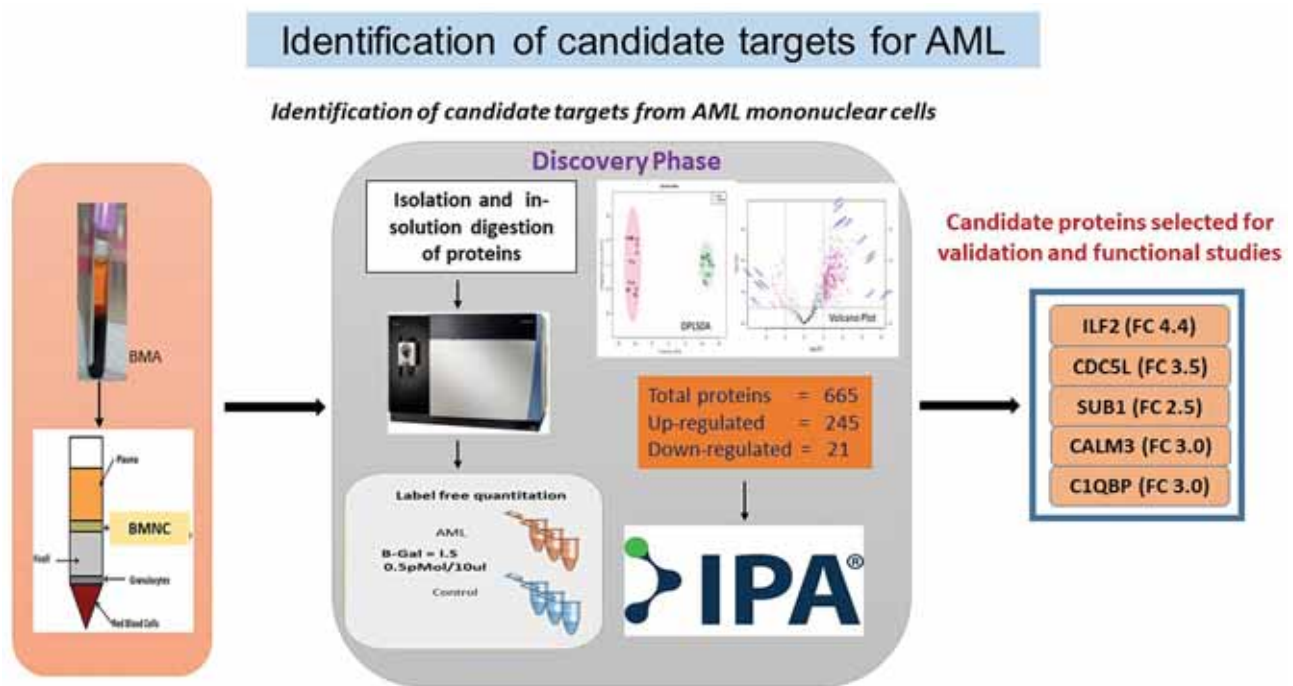 Identification of candidate targets for AML
Identification of candidate targets from AML mononuclear cells
BMA
Plasma
BMNC
Ficoll
Granulocytes
Red Blood Cells
Discovery Phase
Isolation and in-
solution digestion
of proteins
Label free quantitation
AML
B-Gal = I.S
0.5pMol/10ul
Control
OPLSDA
Volcano Plot
Total proteins = 665
Up-regulated = 245
Down-regulated = 21
IPA®
Candidate proteins selected for
validation and functional studies
ILF2 (FC 4.4)
CDC5L (FC 3.5)
SUB1 (FC 2.5)
CALM3 (FC 3.0)
C1QBP (FC 3.0)